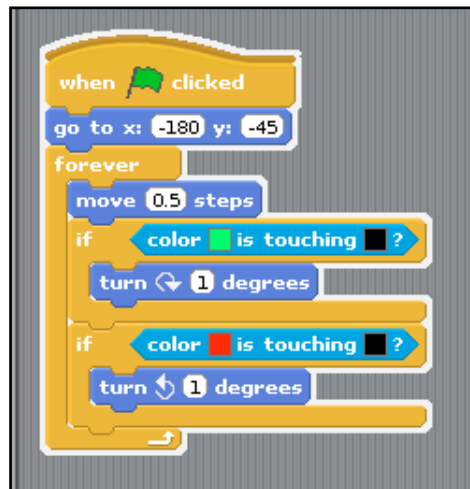 when clicked
go to x: -180 y: -45
forever
move 0.5 steps
if color is touching ?
turn 1 degrees
if color is touching ?
turn 1 degrees